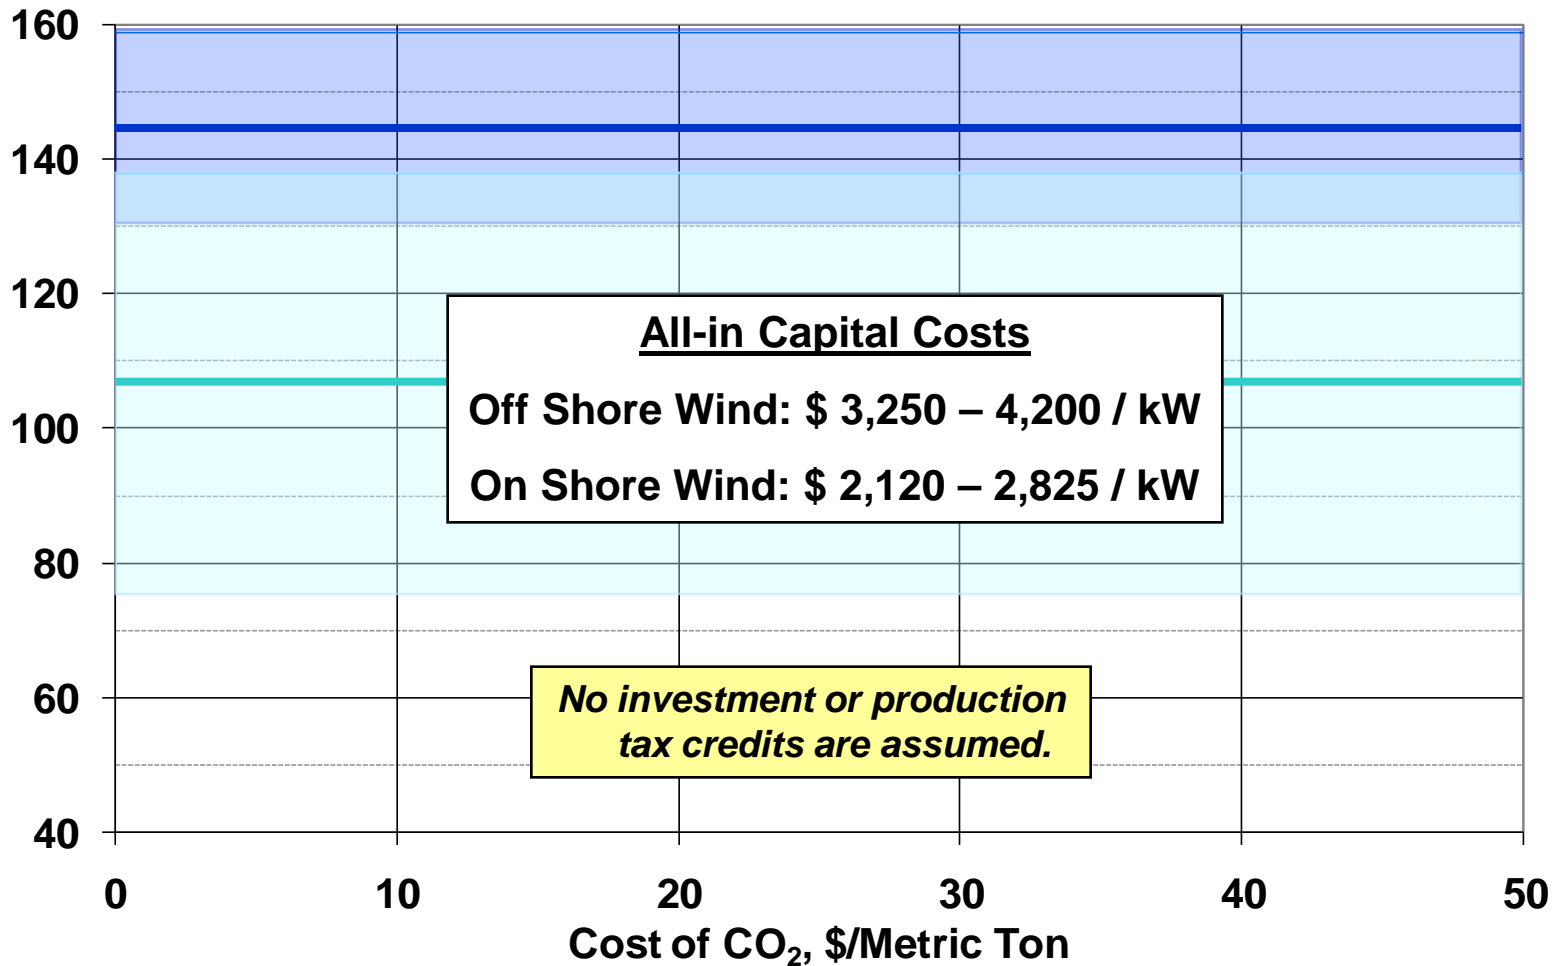 160
140
120
100
80
60
40
All-in Capital Costs
Off Shore Wind: $ 3,250 – 4,200 / kW
On Shore Wind: $ 2,120 – 2,825 / kW
No investment or production
tax credits are assumed.
0 10 20 30 40 50
Cost of CO₂, $/Metric Ton